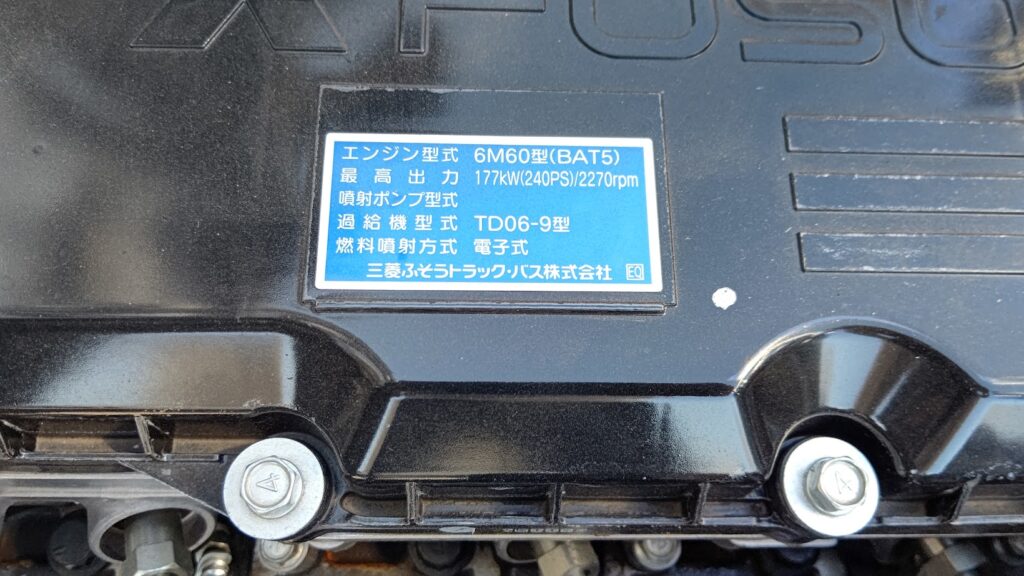 FUSO
エンジン型式 6M60型(BAT5)
最高出力 177kW(240PS)/2270rpm
噴射ポンプ型式
過給機型式 TD06-9型
燃料噴射方式 電子式
三菱ふそうトラック・バス株式会社 EQ
4
4